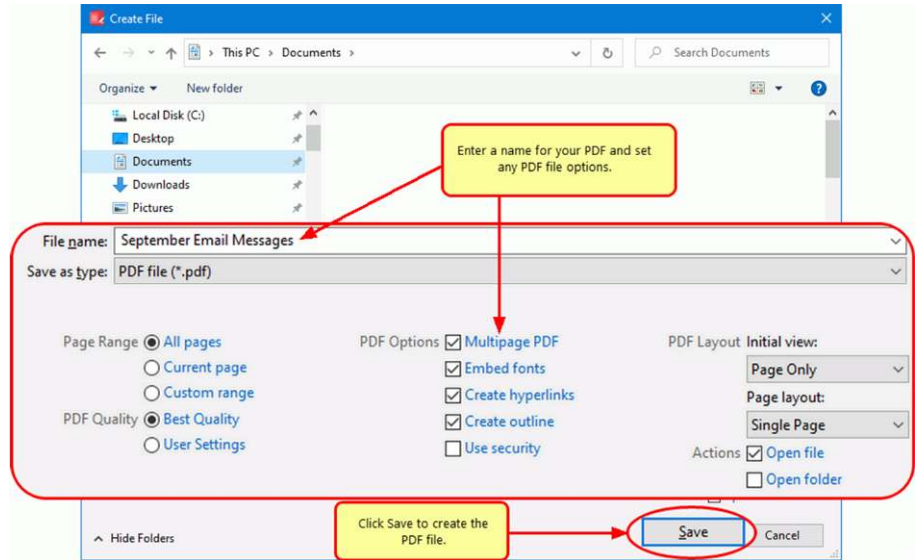 Create File
This PC > Documents >
Search Documents
Organize
New folder
Local Disk (C:)
Desktop
Documents
Downloads
Pictures
Enter a name for your PDF and set
any PDF file options.
File name: September Email Messages
Save as type: PDF file (*.pdf)
Page Range All pages
Current page
Custom range
PDF Quality Best Quality
User Settings
PDF Options Multipage PDF
Embed fonts
Create hyperlinks
Create outline
Use security
PDF Layout Initial view:
Page Only
Page layout:
Single Page
Actions Open file
Open folder
Hide Folders
Click Save to create the
PDF file.
Save
Cancel